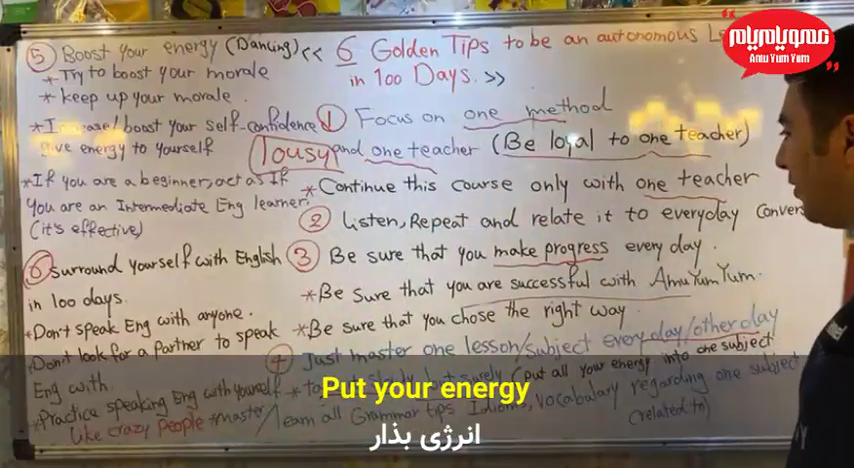 عمویام‌یام
Amu Yum Yum
<< 6 Golden Tips to be an autonomous
in 100 Days. >>
① Focus on one method
and one teacher (Be loyal to one teacher)
Tousy
* Continue this course only with one teacher
② Listen, Repeat and relate it to everyday Convers
③ Be sure that you make progress every day.
* Be Sure that you are successful with AmuYumYum.
* Be sure that you chose the right way.
④ Just master one lesson/subject every day/other day
surely (put all your energy into one subject
* master/learn all Grammar tips Idioms, Vocabulary regarding one subject
(related to)
⑤ Boost your energy (Dancing)
* Try to boost your morale
* keep up your morale.
* Increase/boost your self-confidence
give energy to yourself
* If you are a beginner, act as If
You are an Intermediate Eng learner.
(it's effective)
⑥ Surround yourself with English
in 100 days.
* Don't speak Eng with anyone.
* Don't look for a partner to speak
Eng with.
* Practice speaking Eng with yourself
Like crazy people
Put your energy
انرژی بذار